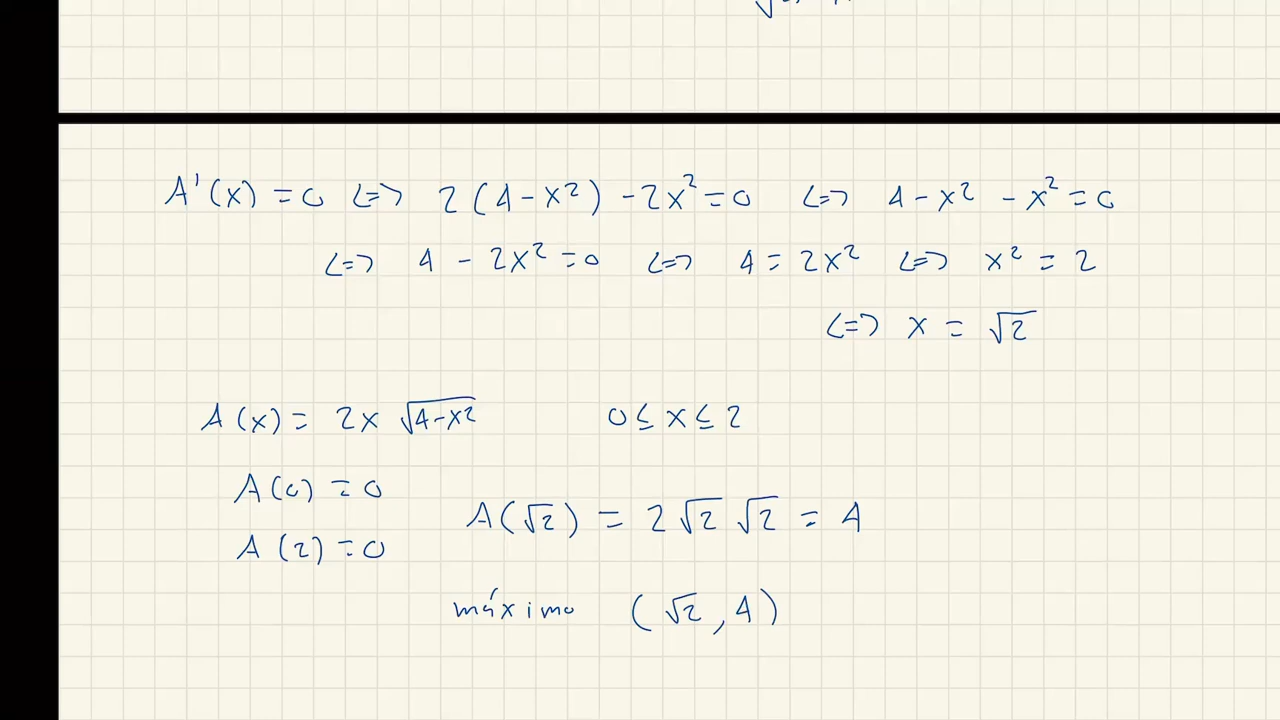 A'(x) = 0 <=> 2(4-x²) - 2x² = 0 <=> 4 - x² - x² = 0
<=> 4 - 2x² = 0 <=> 4 = 2x² <=> x² = 2
<=> x = √2
A(x) = 2x √(4-x²) 0 ≤ x ≤ 2
A(0) = 0
A(√2) = 2√2 √2 = 4
A(2) = 0
máximo (√2, 4)